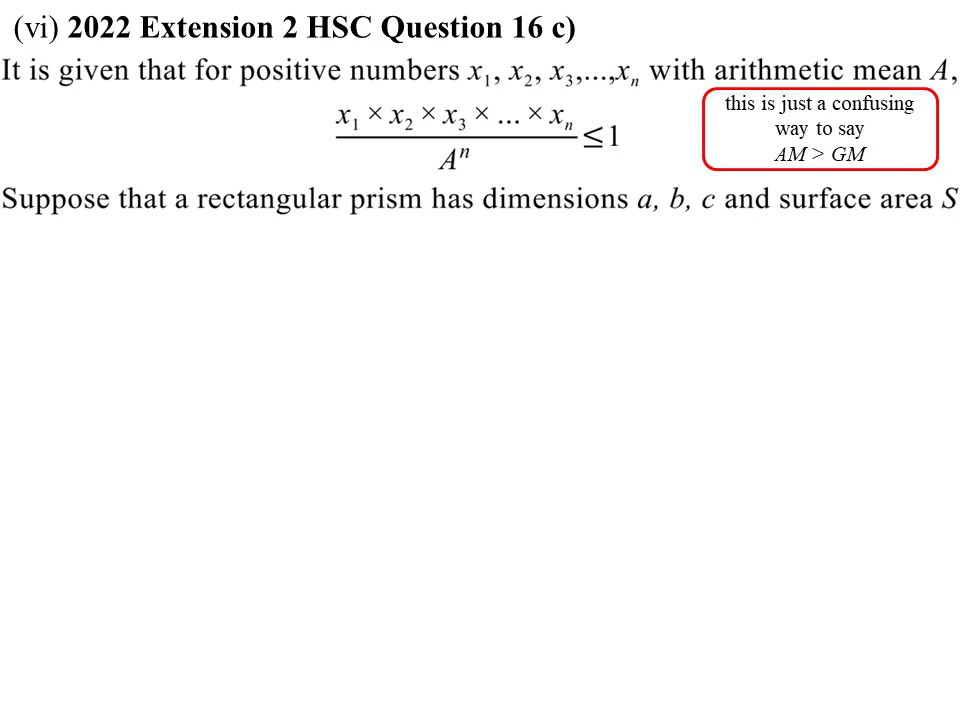 (vi) 2022 Extension 2 HSC Question 16 c)
It is given that for positive numbers x₁, x₂, x₃,...,xₙ with arithmetic mean A,
x₁ × x₂ × x₃ × ... × xₙ
≤1
Aⁿ
this is just a confusing
way to say
AM > GM
Suppose that a rectangular prism has dimensions a, b, c and surface area S